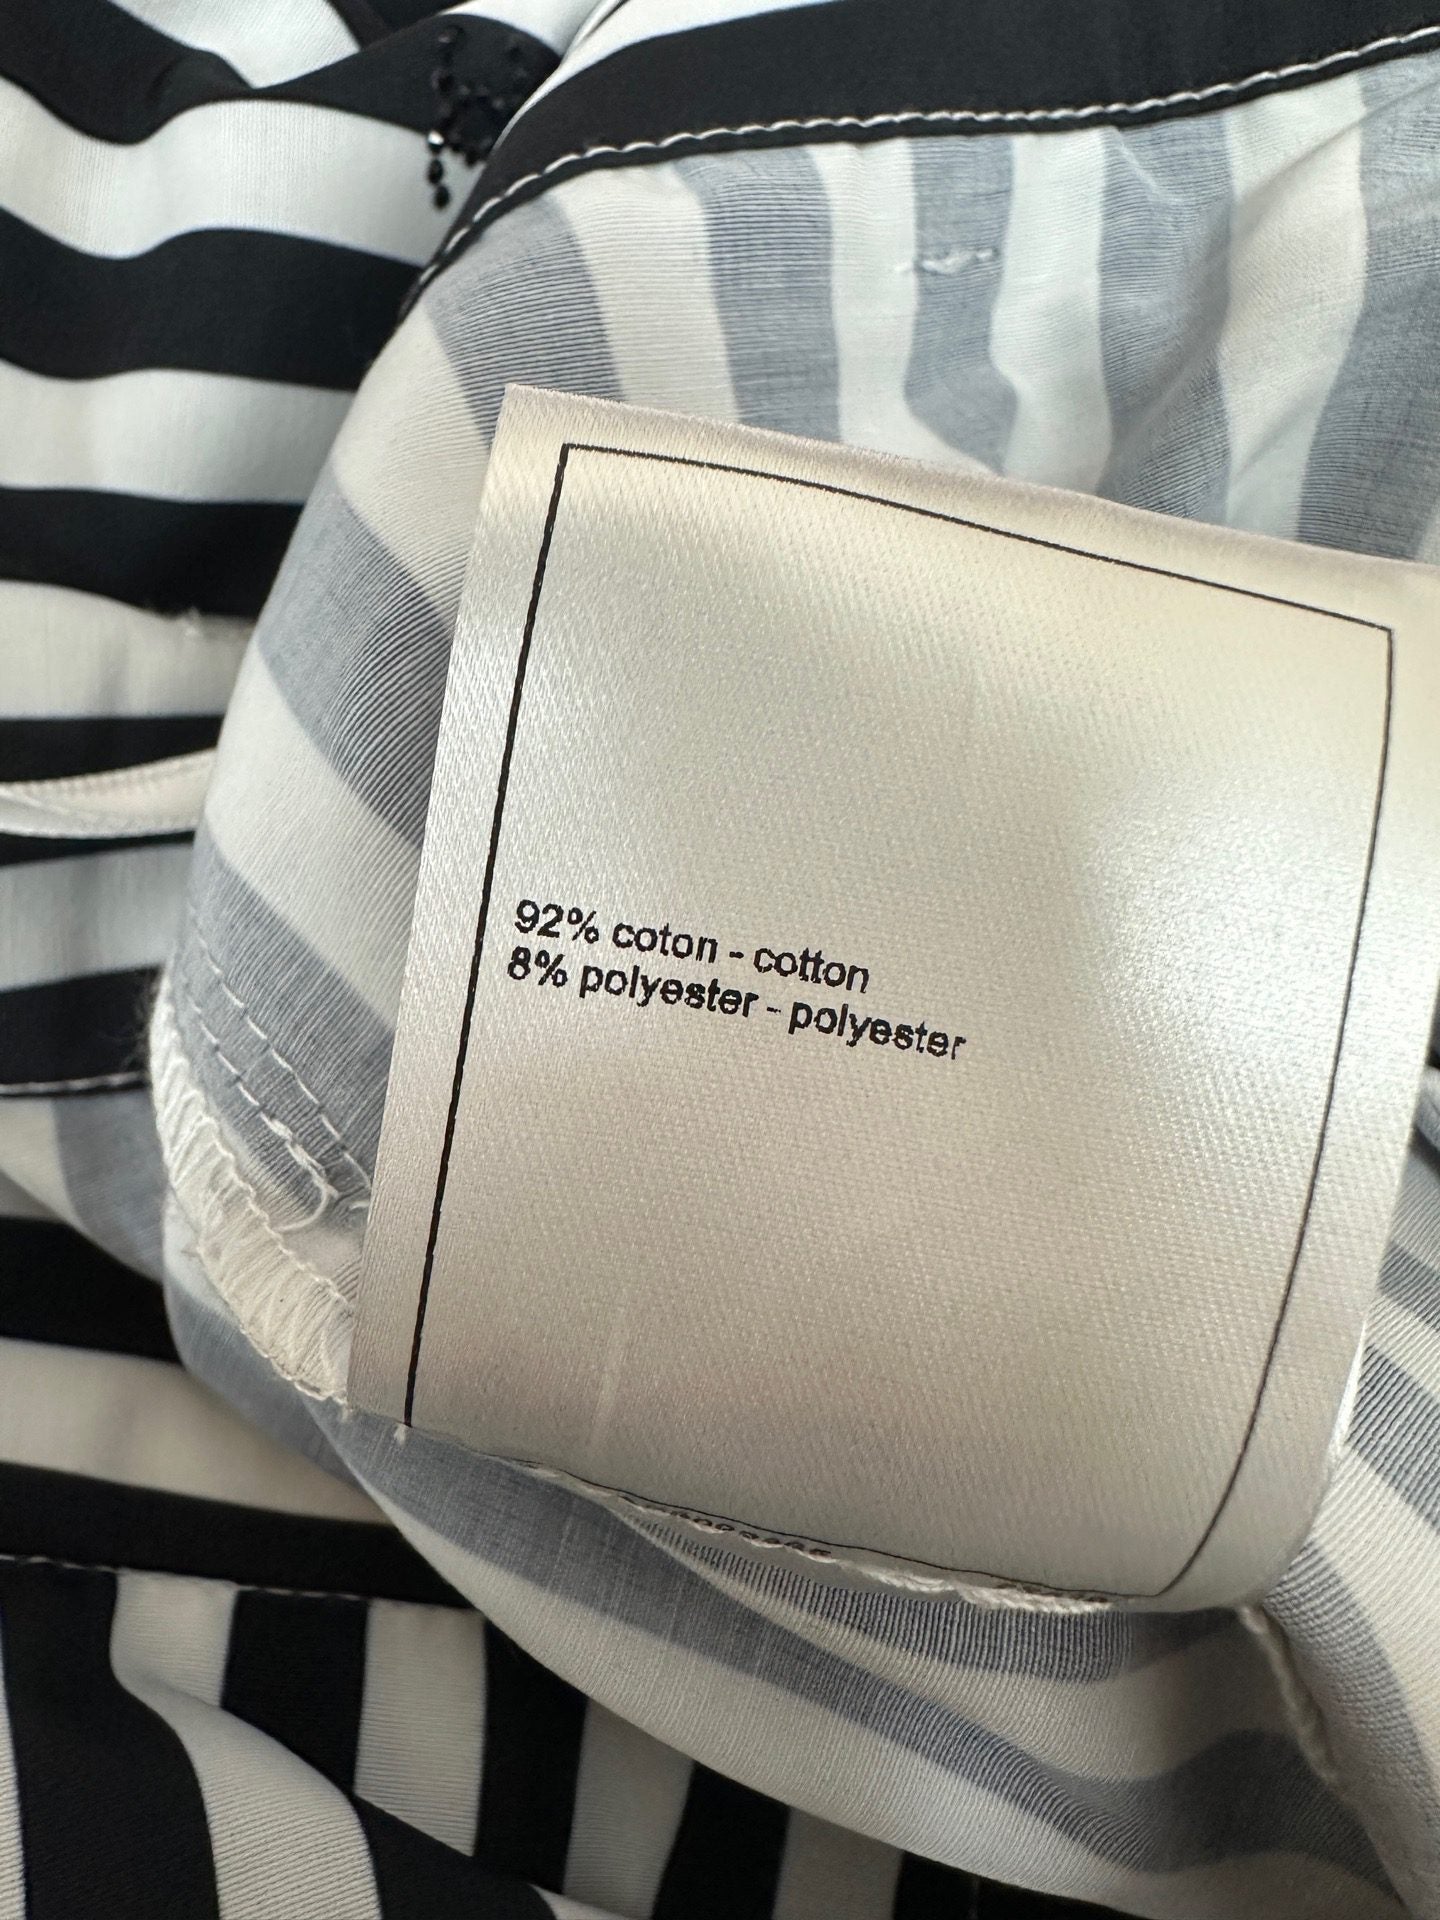 92% coton - cotton
8% polyester - polyester